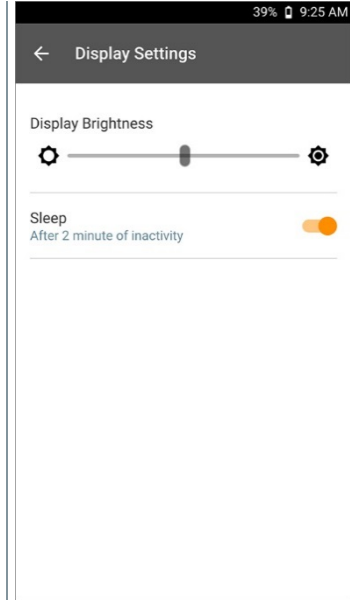 39% 9:25 AM
Display Settings
Display Brightness
Sleep
After 2 minute of inactivity